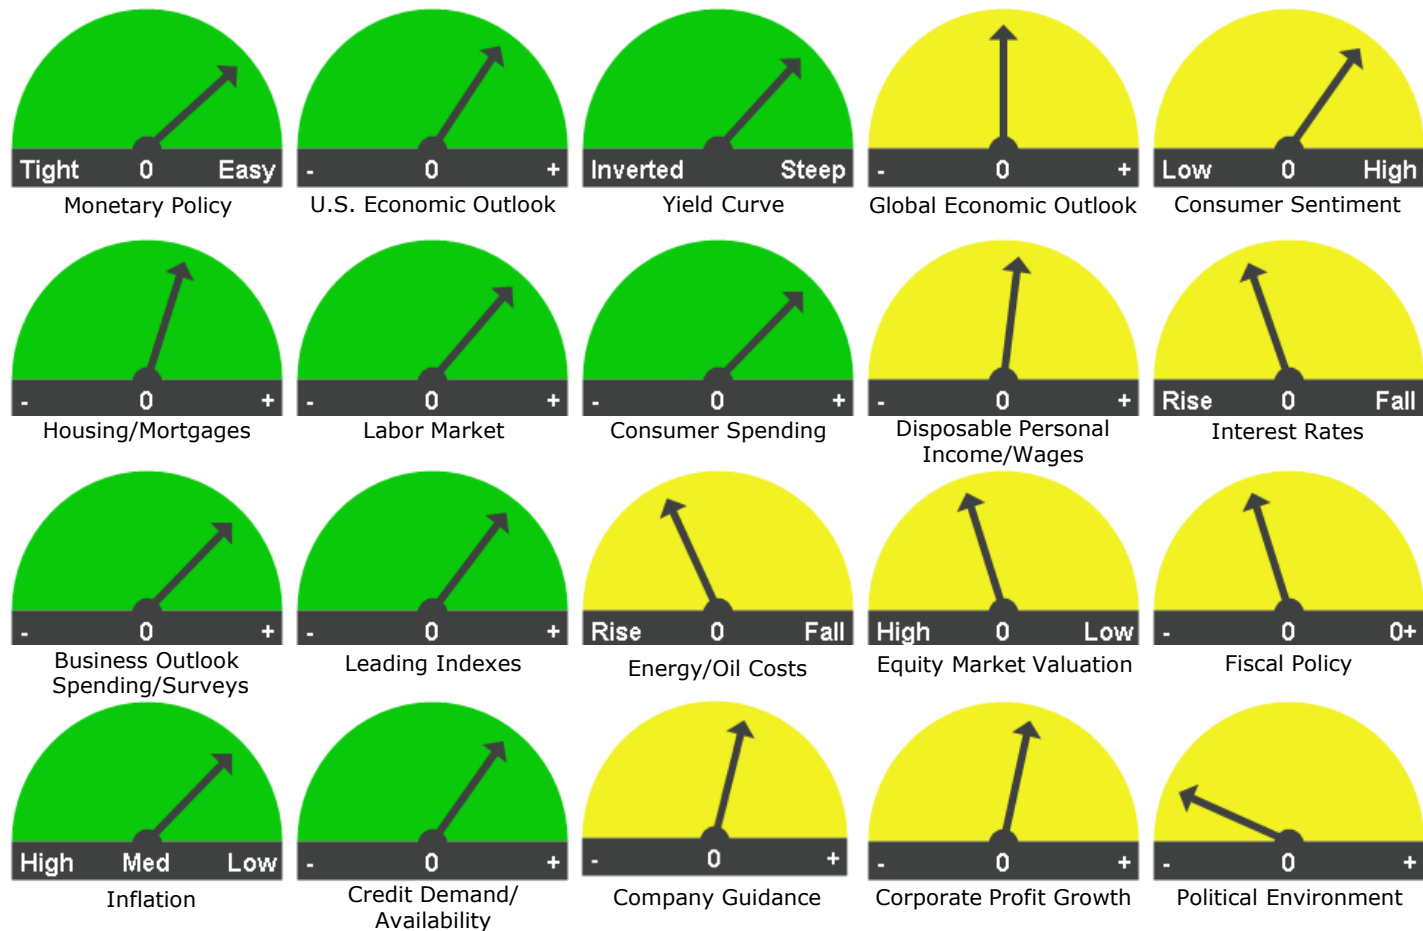 Tight 0 Easy
- 0 +
Inverted Steep
- 0 +
Low 0 High
Monetary Policy
U.S. Economic Outlook
Yield Curve
Global Economic Outlook
Consumer Sentiment
- 0 +
- 0 +
- 0 +
- 0 +
Rise 0 Fall
Housing/Mortgages
Labor Market
Consumer Spending
Disposable Personal
Income/Wages
Interest Rates
- 0 +
- 0 +
Rise 0 Fall
High 0 Low
- 0 0+
Business Outlook
Spending/Surveys
Leading Indexes
Energy/Oil Costs
Equity Market Valuation
Fiscal Policy
High Med Low
- 0 +
- 0 +
- 0 +
- 0 +
Inflation
Credit Demand/
Availability
Company Guidance
Corporate Profit Growth
Political Environment